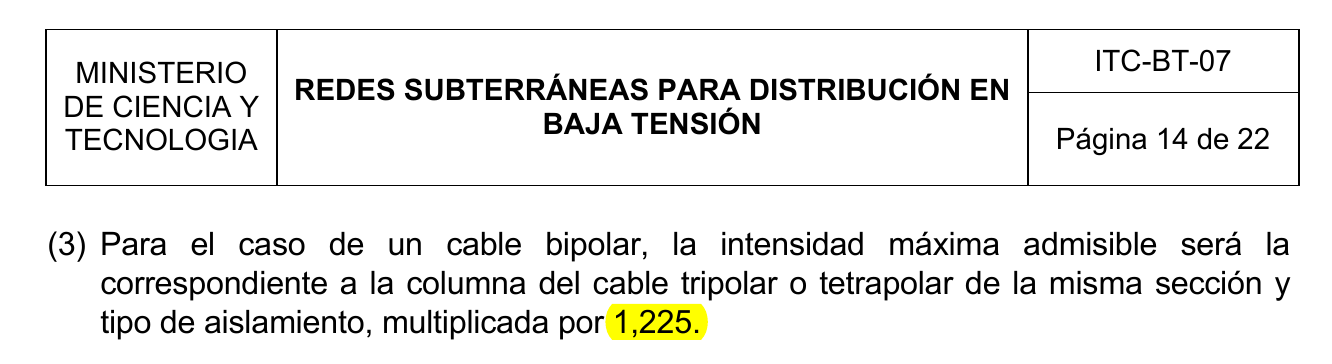 MINISTERIO
DE CIENCIA Y
TECNOLOGIA
REDES SUBTERRÁNEAS PARA DISTRIBUCIÓN EN
BAJA TENSIÓN
ITC-BT-07
Página 14 de 22
(3) Para el caso de un cable bipolar, la intensidad máxima admisible será la
correspondiente a la columna del cable tripolar o tetrapolar de la misma sección y
tipo de aislamiento, multiplicada por 1,225.